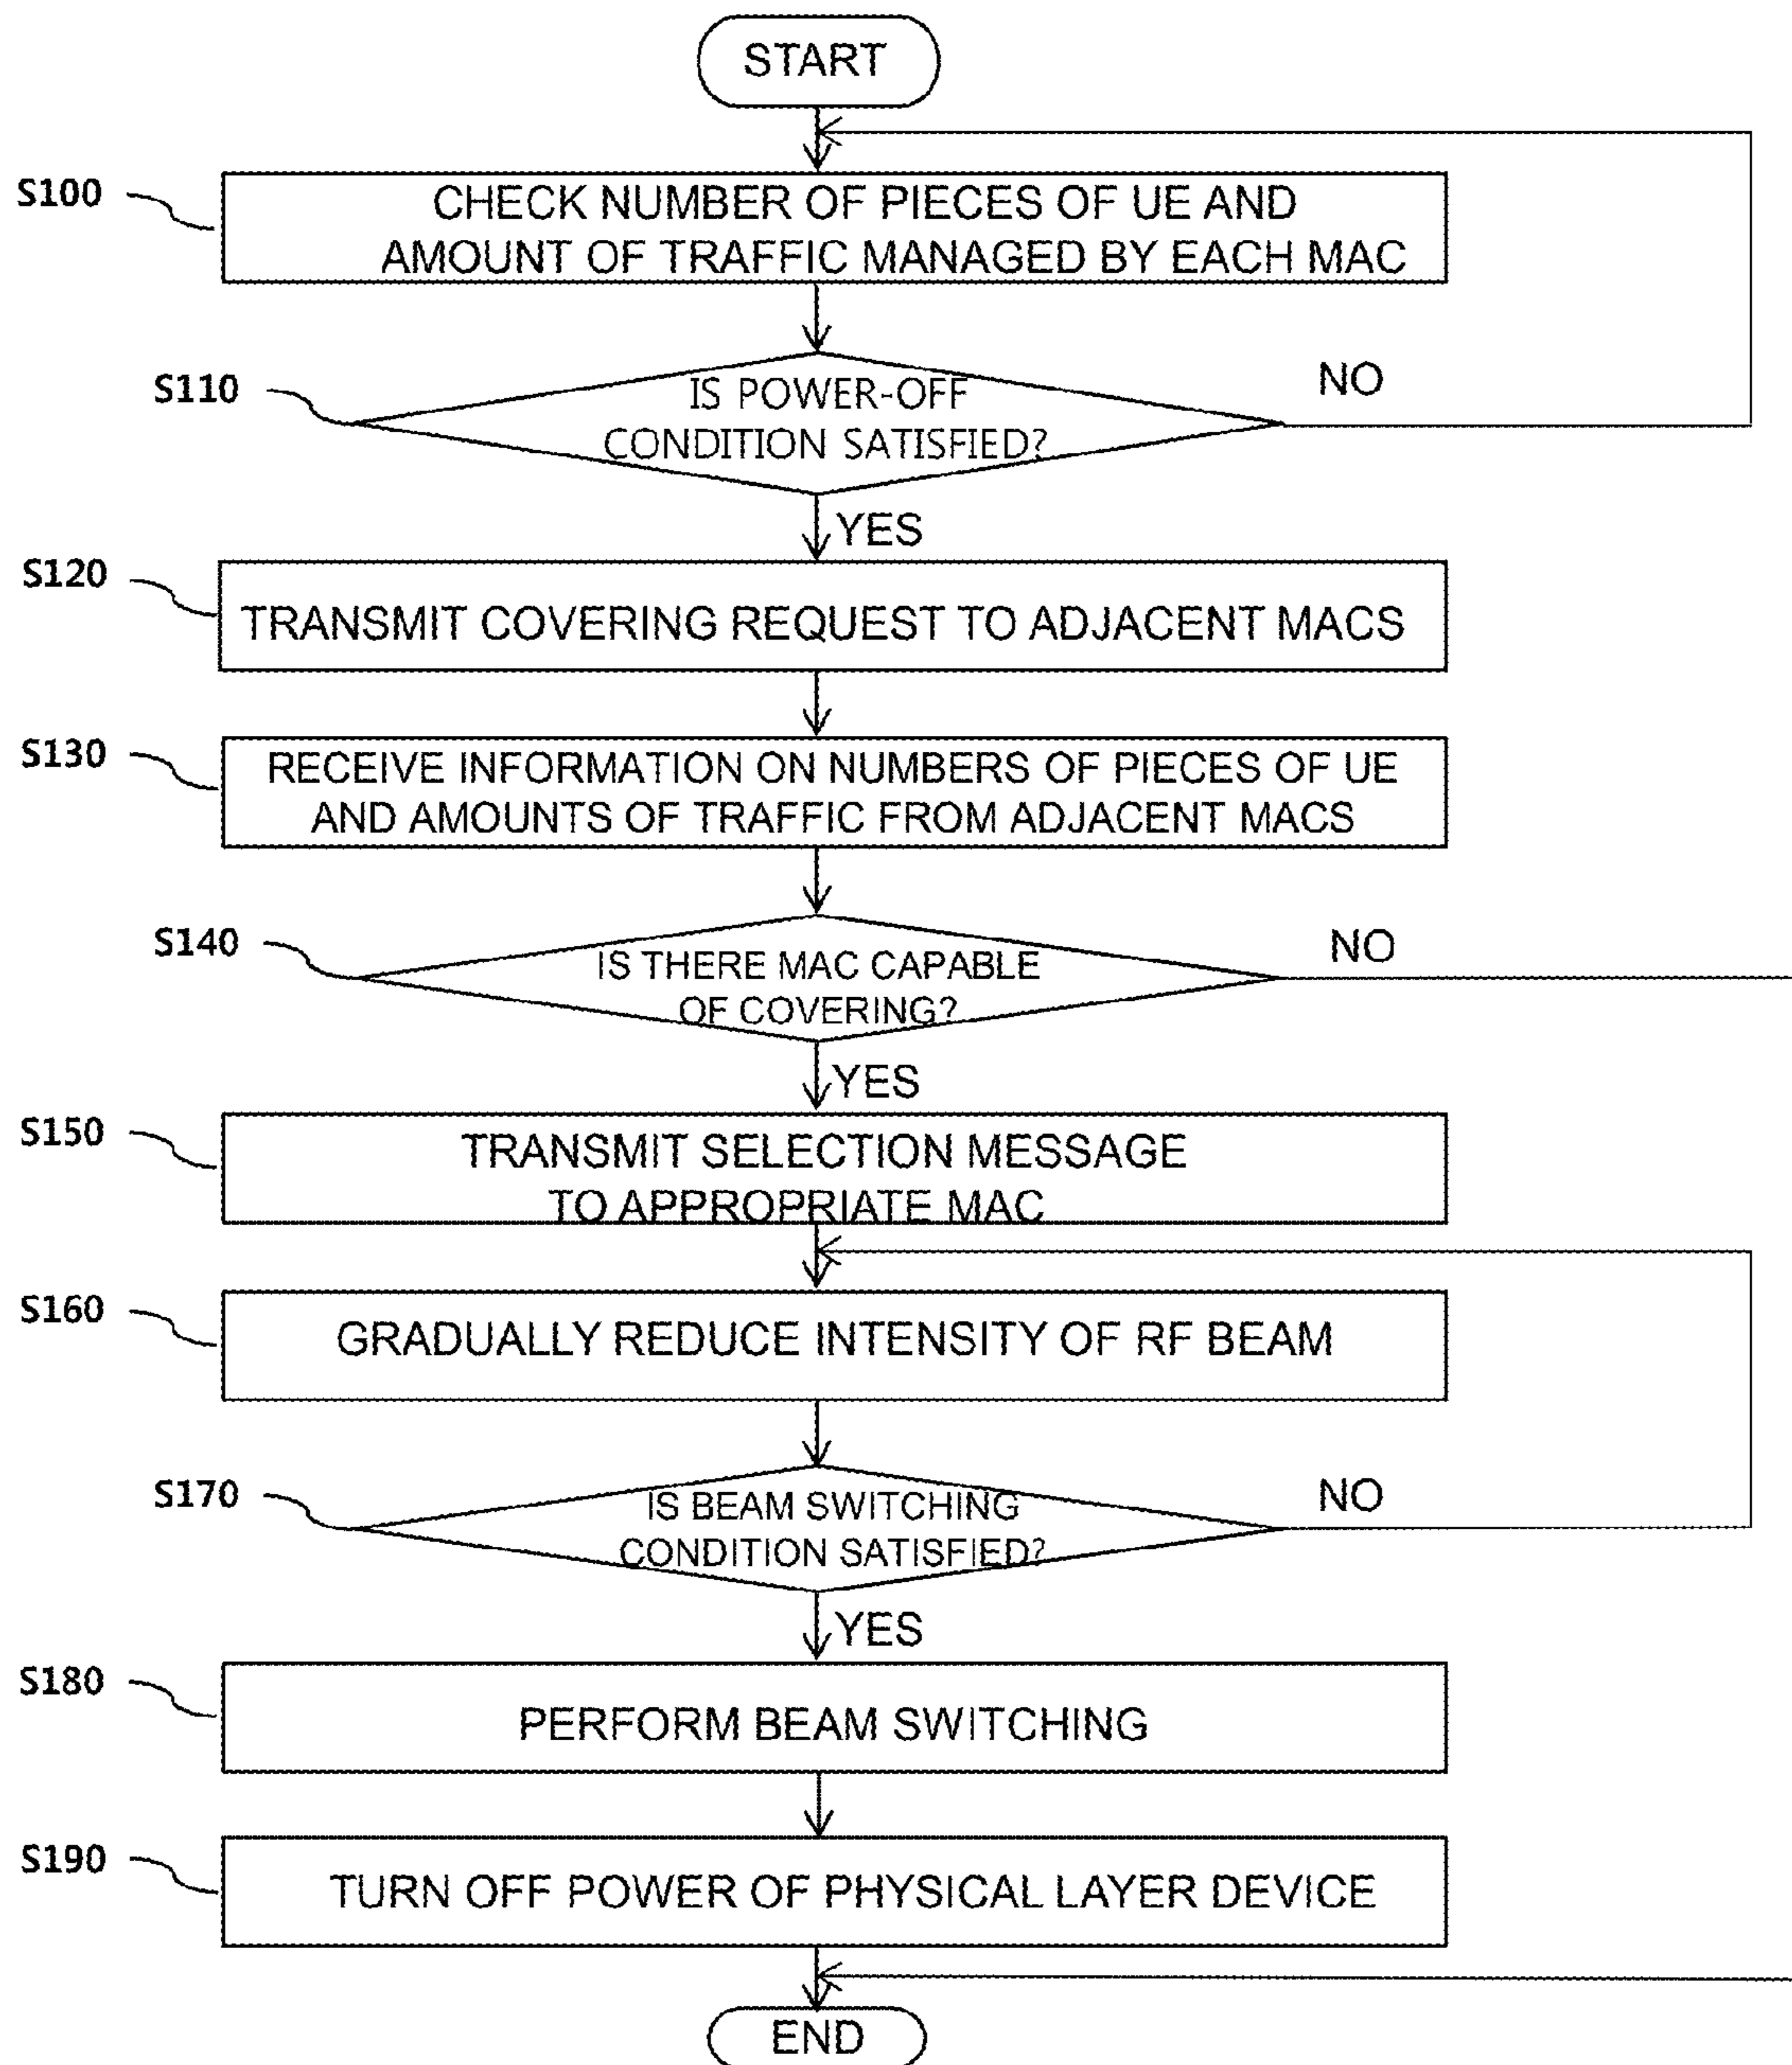 START
S100
CHECK NUMBER OF PIECES OF UE AND
AMOUNT OF TRAFFIC MANAGED BY EACH MAC
S110
IS POWER-OFF
CONDITION SATISFIED?
NO
YES
S120
TRANSMIT COVERING REQUEST TO ADJACENT MACS
S130
RECEIVE INFORMATION ON NUMBERS OF PIECES OF UE
AND AMOUNTS OF TRAFFIC FROM ADJACENT MACS
S140
IS THERE MAC CAPABLE
OF COVERING?
NO
YES
S150
TRANSMIT SELECTION MESSAGE
TO APPROPRIATE MAC
S160
GRADUALLY REDUCE INTENSITY OF RF BEAM
S170
IS BEAM SWITCHING
CONDITION SATISFIED?
NO
YES
S180
PERFORM BEAM SWITCHING
S190
TURN OFF POWER OF PHYSICAL LAYER DEVICE
END